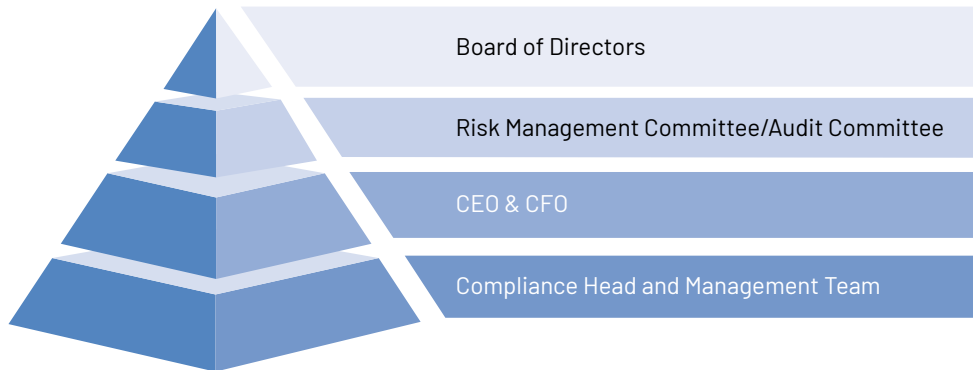 Board of Directors
Risk Management Committee/Audit Committee
CEO & CFO
Compliance Head and Management Team